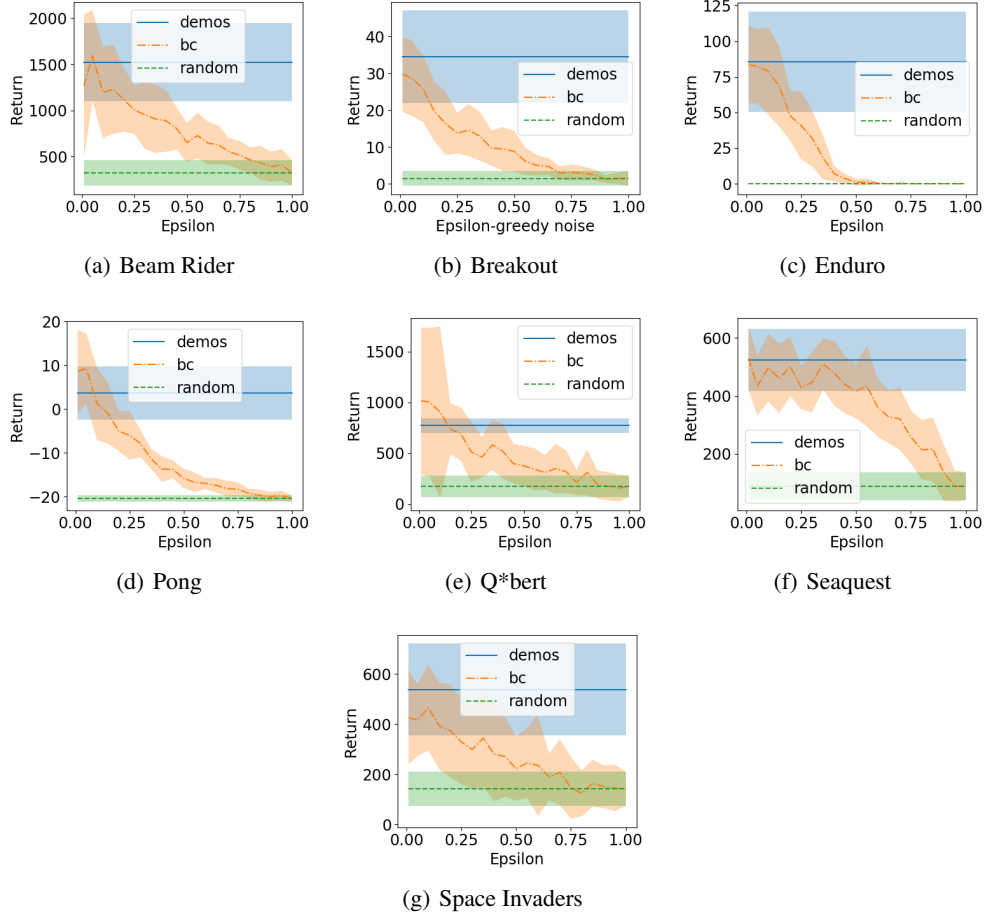 2000
1500
1000
500
Return
demos
bc
random
0.00 0.25 0.50 0.75 1.00
Epsilon
(a) Beam Rider
40
30
20
10
0
Return
demos
bc
random
0.00 0.25 0.50 0.75 1.00
Epsilon-greedy noise
(b) Breakout
125
100
75
50
25
0
Return
demos
bc
random
0.00 0.25 0.50 0.75 1.00
Epsilon
(c) Enduro
20
10
0
−10
−20
Return
demos
bc
random
0.00 0.25 0.50 0.75 1.00
Epsilon
(d) Pong
1500
1000
500
0
Return
demos
bc
random
0.00 0.25 0.50 0.75 1.00
Epsilon
(e) Q*bert
600
400
200
Return
demos
bc
random
0.00 0.25 0.50 0.75 1.00
Epsilon
(f) Seaquest
600
400
200
0
Return
demos
bc
random
0.00 0.25 0.50 0.75 1.00
Epsilon
(g) Space Invaders